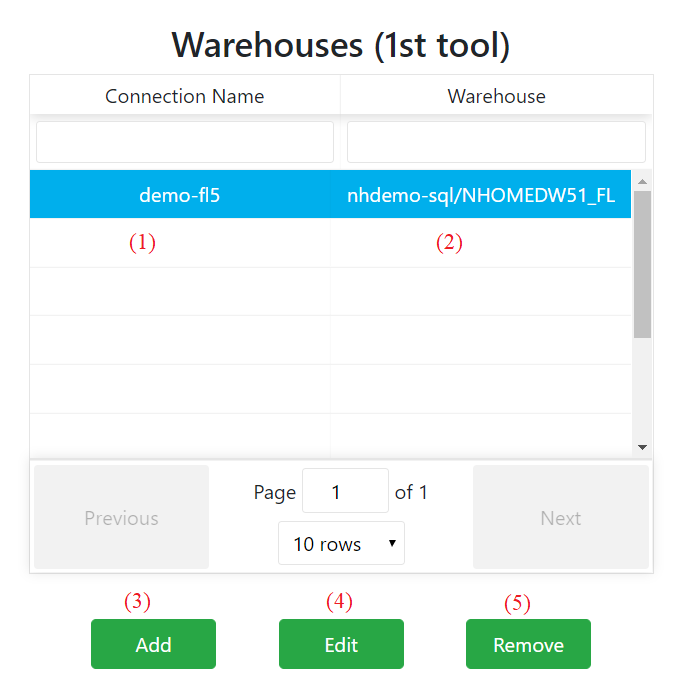 Warehouses (1st tool)
Connection Name Warehouse
demo-fl5 nhdemo-sql/NHOMEDW51_FL
(1) (2)
Previous Page 1 of 1 Next
10 rows
(3) (4) (5)
Add Edit Remove